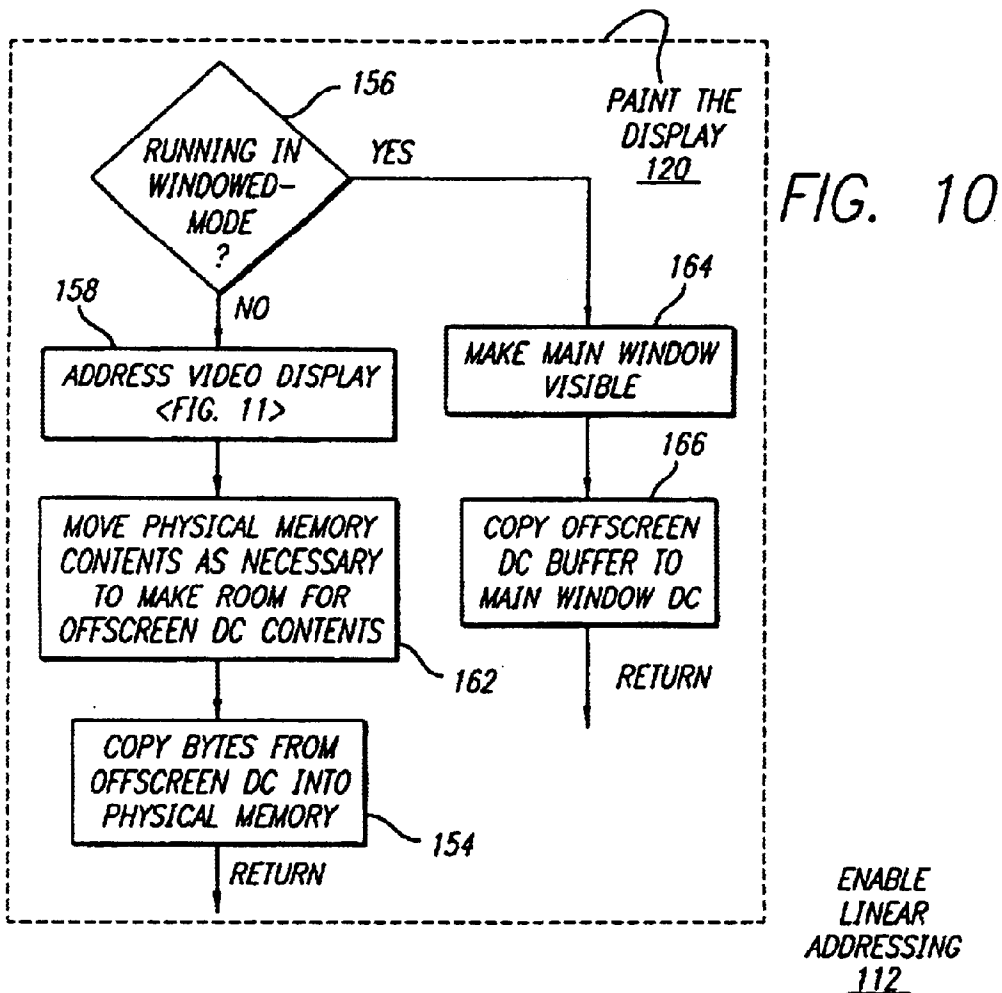 156
RUNNING IN
WINDOWED-
MODE
?
YES
NO
PAINT THE
DISPLAY
120
FIG. 10
158
ADDRESS VIDEO DISPLAY
<FIG. 11>
MOVE PHYSICAL MEMORY
CONTENTS AS NECESSARY
TO MAKE ROOM FOR
OFFSCREEN DC CONTENTS
162
COPY BYTES FROM
OFFSCREEN DC INTO
PHYSICAL MEMORY
154
RETURN
164
MAKE MAIN WINDOW
VISIBLE
166
COPY OFFSCREEN
DC BUFFER TO
MAIN WINDOW DC
RETURN
ENABLE
LINEAR
ADDRESSING
112